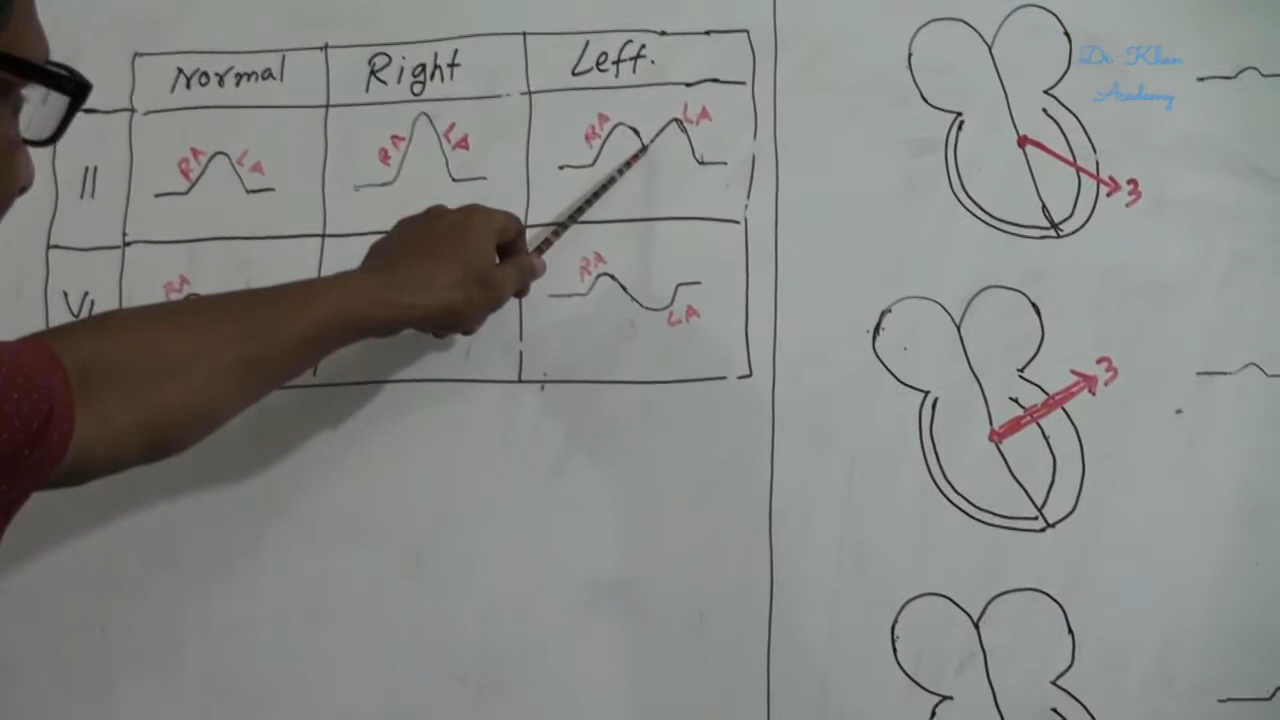 Normal Right Left.
II RA LA RA LA RA LA
V1 RA RA LA
Dr. Khan
Academy
3
3